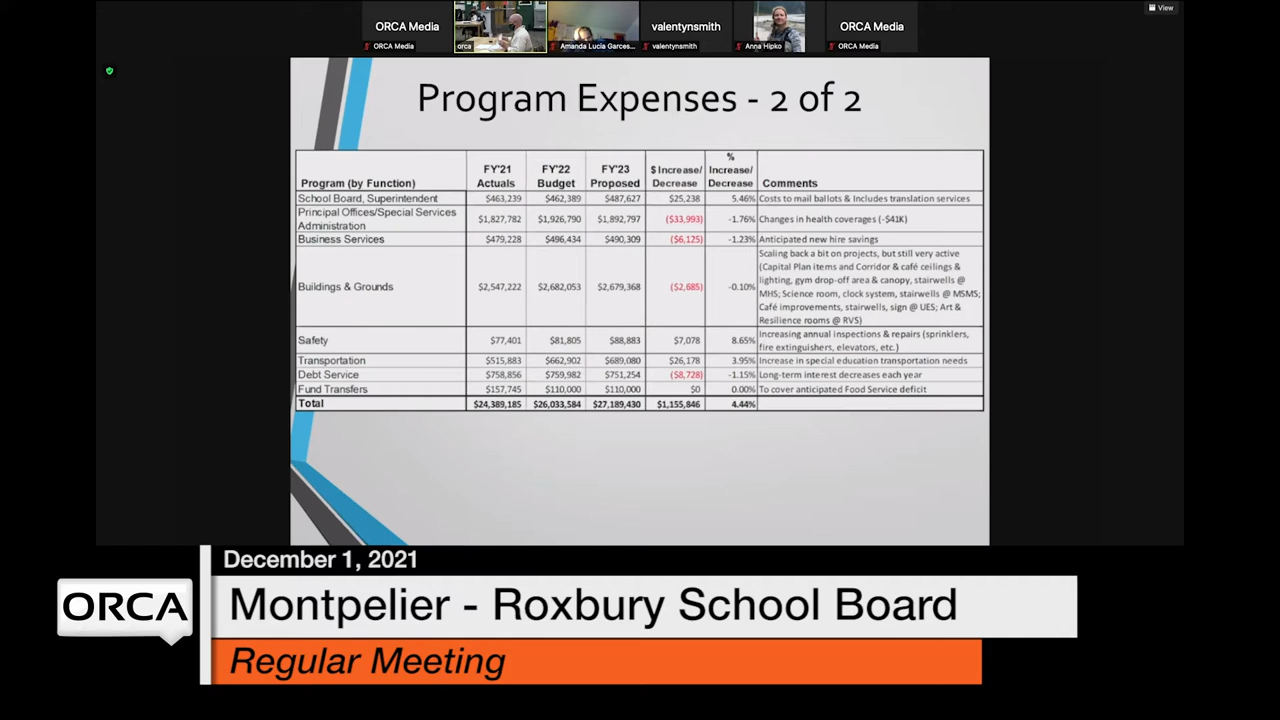 View
ORCA Media
valentynsmith
ORCA Media
ORCA Media
orca
Amanda Lucia Garces...
valentynsmith
Anna Hipko
ORCA Media
Program Expenses - 2 of 2
Program (by Function) FY'21 Actuals FY'22 Budget FY'23 Proposed $ Increase/ Decrease % Increase/ Decrease Comments
School Board, Superintendent $463,239 $462,389 $487,627 $25,238 5.46% Costs to mail ballots & Includes translation services
Principal Offices/Special Services Administration $1,827,782 $1,926,790 $1,892,797 ($33,993) -1.76% Changes in health coverages (-$41K)
Business Services $479,228 $496,434 $490,309 ($6,125) -1.23% Anticipated new hire savings
Buildings & Grounds $2,547,222 $2,682,053 $2,679,368 ($2,685) -0.10% Scaling back a bit on projects, but still very active
(Capital Plan items and Corridor & café ceilings &
lighting, gym drop-off area & canopy, stairwells @
MHS; Science room, clock system, stairwells @ MSMS;
Café improvements, stairwells, sign @ UES; Art &
Resilience rooms @ RVS)
Safety $77,401 $81,805 $88,883 $7,078 8.65% Increasing annual inspections & repairs (sprinklers,
fire extinguishers, elevators, etc.)
Transportation $515,883 $662,902 $689,080 $26,178 3.95% Increase in special education transportation needs
Debt Service $758,856 $759,982 $751,254 ($8,728) -1.15% Long-term interest decreases each year
Fund Transfers $157,745 $110,000 $110,000 $0 0.00% To cover anticipated Food Service deficit
Total $24,389,185 $26,033,584 $27,189,430 $1,155,846 4.44%
December 1, 2021
ORCA
Montpelier - Roxbury School Board
Regular Meeting